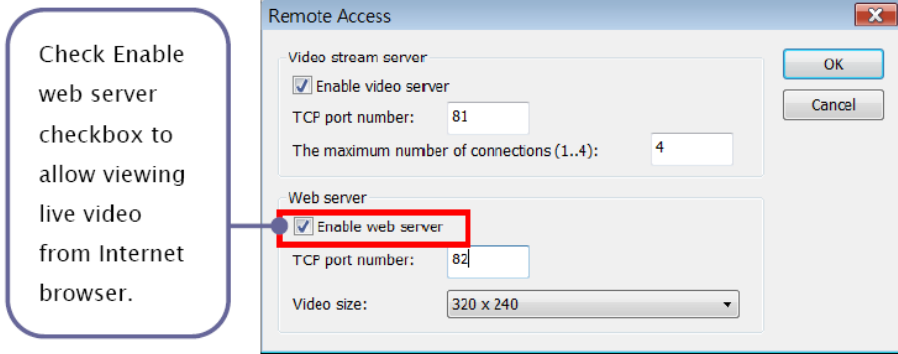 Check Enable
web server
checkbox to
allow viewing
live video
from Internet
browser.
Remote Access
Video stream server
Enable video server
TCP port number: 81
The maximum number of connections (1..4): 4
Web server
Enable web server
TCP port number: 82
Video size: 320 x 240
OK
Cancel